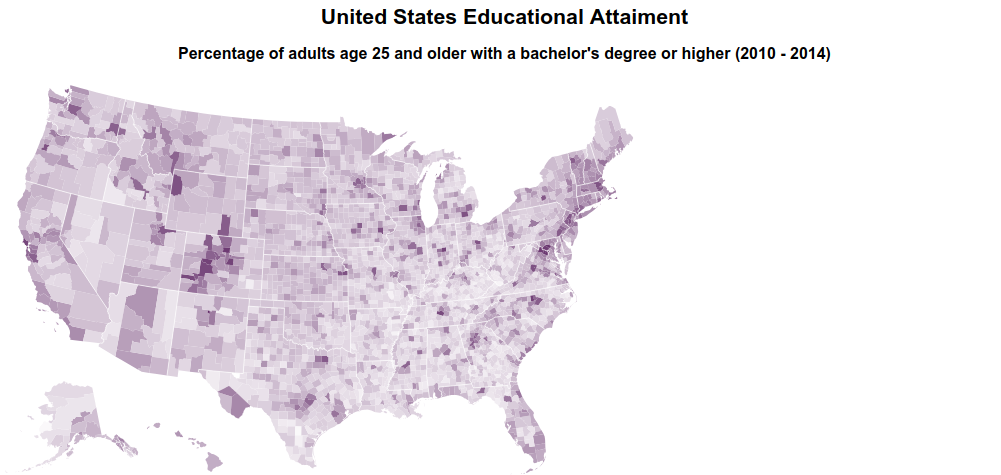 United States Educational Attaiment
Percentage of adults age 25 and older with a bachelor's degree or higher (2010 - 2014)